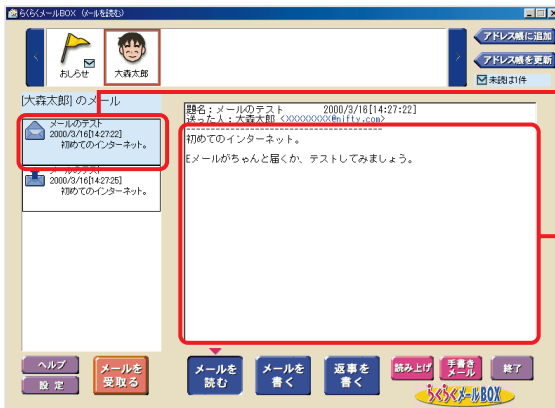 らくらくメールBOX (メールを読む)
おしらせ
大森太郎
アドレス帳に追加
アドレス帳を更新
未読は1件
[大森太郎] のメール
メールのテスト
2000/3/16[14:27:22]
初めてのインターネット。
メールのテスト
2000/3/16[14:27:25]
初めてのインターネット。
題名:メールのテスト 2000/3/16[14:27:22]
送った人:大森太郎 <XXXXXXXX@nifty.com>
----------------------------------------
初めてのインターネット。
Eメールがちゃんと届くか、テストしてみましょう。
ヘルプ
設 定
メールを
受取る
メールを
読む
メールを
書く
返事を
書く
読み上げ
手書き
メール
終了
らくらくメールBOX